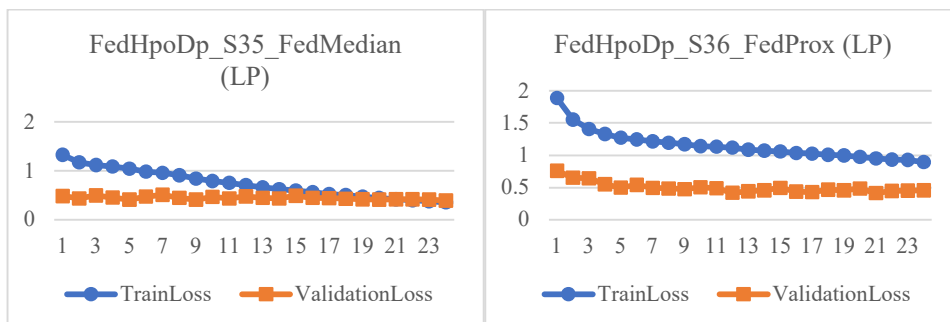 FedHpoDp_S35_FedMedian
(LP)
2
1
0
1 3 5 7 9 11 13 15 17 19 21 23
TrainLoss ValidationLoss
FedHpoDp_S36_FedProx (LP)
2
1.5
1
0.5
0
1 3 5 7 9 11 13 15 17 19 21 23
TrainLoss ValidationLoss